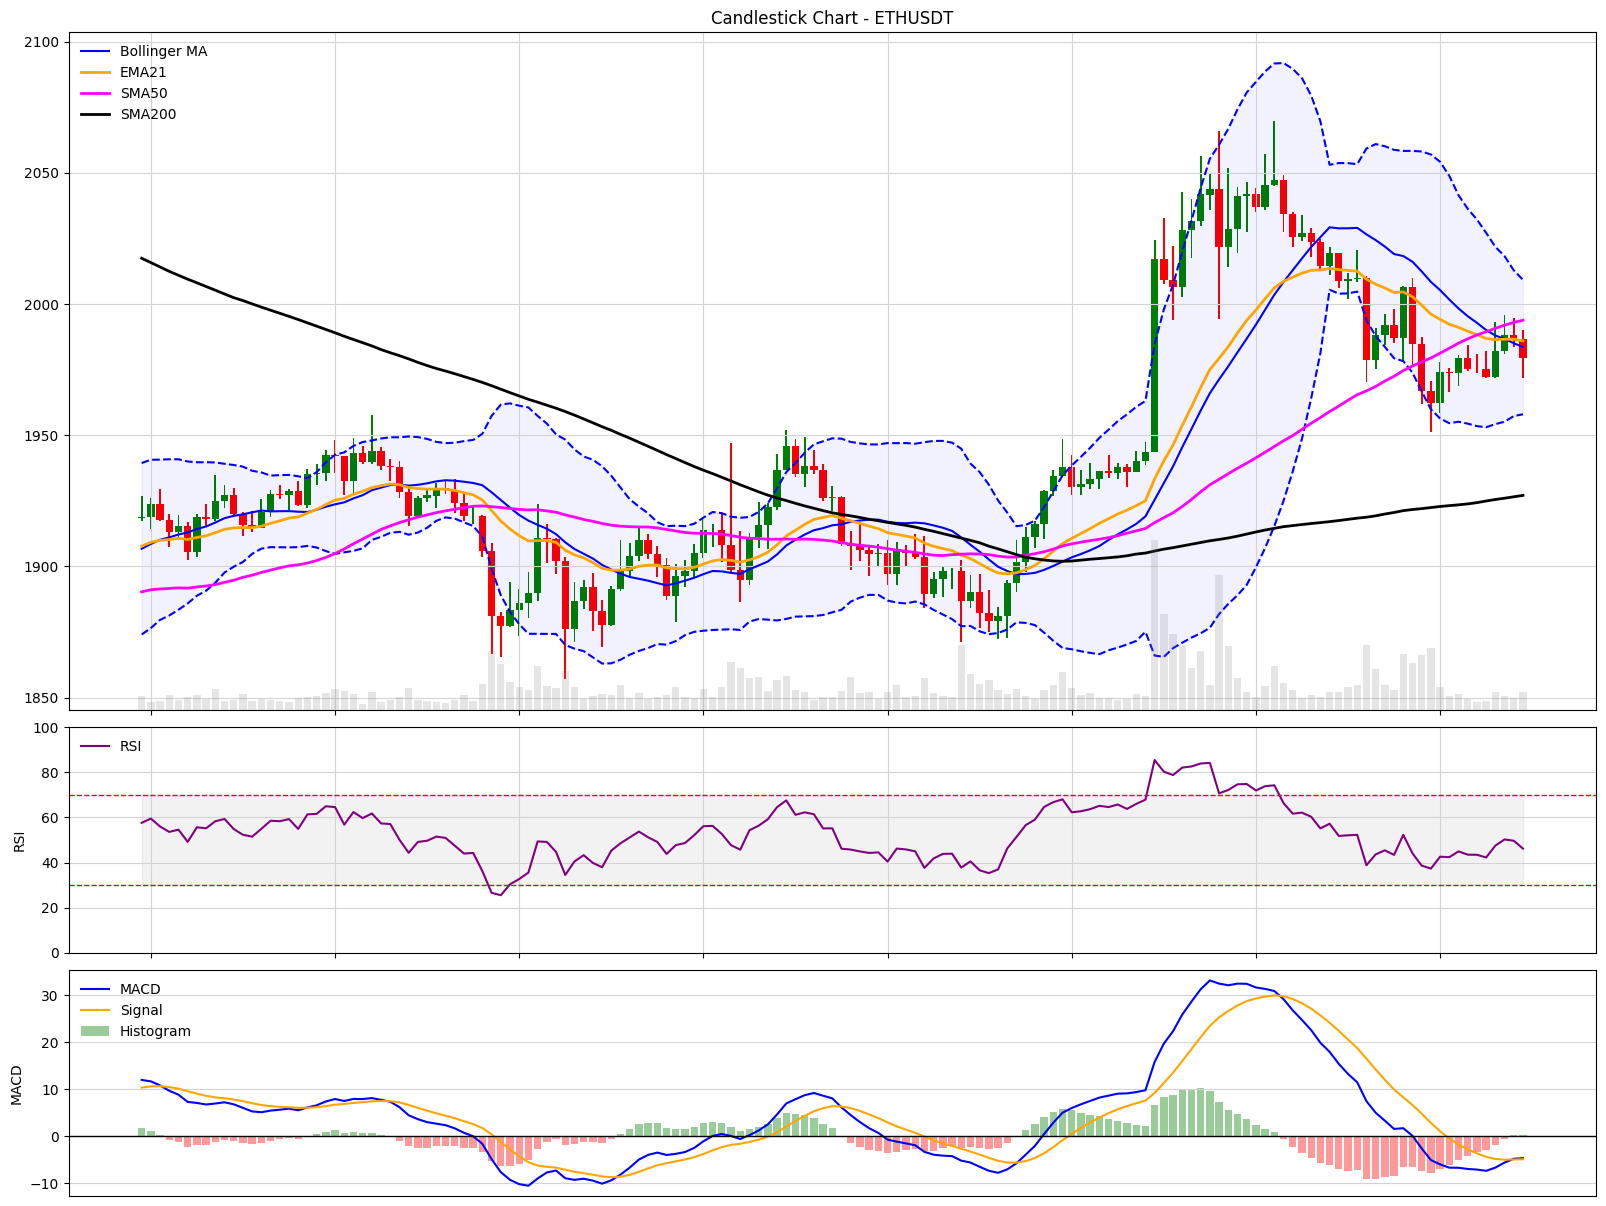 Candlestick Chart - ETHUSDT
2100
2050
2000
1950
1900
1850
Bollinger MA
EMA21
SMA50
SMA200
100
80
60
40
20
0
RSI
RSI
30
20
10
0
−10
MACD
MACD
Signal
Histogram